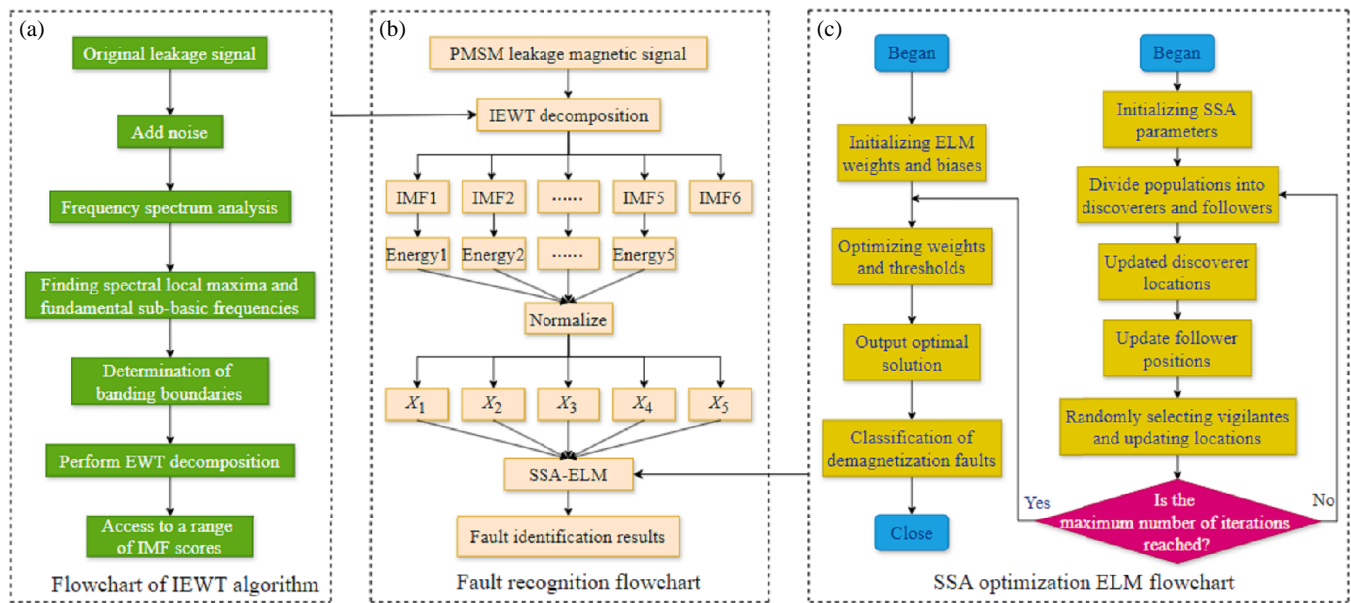 (a)
Original leakage signal
Add noise
Frequency spectrum analysis
Finding spectral local maxima and
fundamental sub-basic frequencies
Determination of
banding boundaries
Perform EWT decomposition
Access to a range
of IMF scores
Flowchart of IEWT algorithm
(b)
PMSM leakage magnetic signal
IEWT decomposition
IMF1
IMF2
......
IMF5
IMF6
Energy1
Energy2
......
Energy5
Normalize
X1
X2
X3
X4
X5
SSA-ELM
Fault identification results
Fault recognition flowchart
(c)
Began
Initializing ELM
weights and biases
Optimizing weights
and thresholds
Output optimal
solution
Classification of
demagnetization faults
Close
Began
Initializing SSA
parameters
Divide populations into
discoverers and followers
Updated discoverer
locations
Update follower
positions
Randomly selecting vigilantes
and updating locations
Yes
Is the
maximum number of iterations
reached?
No
SSA optimization ELM flowchart